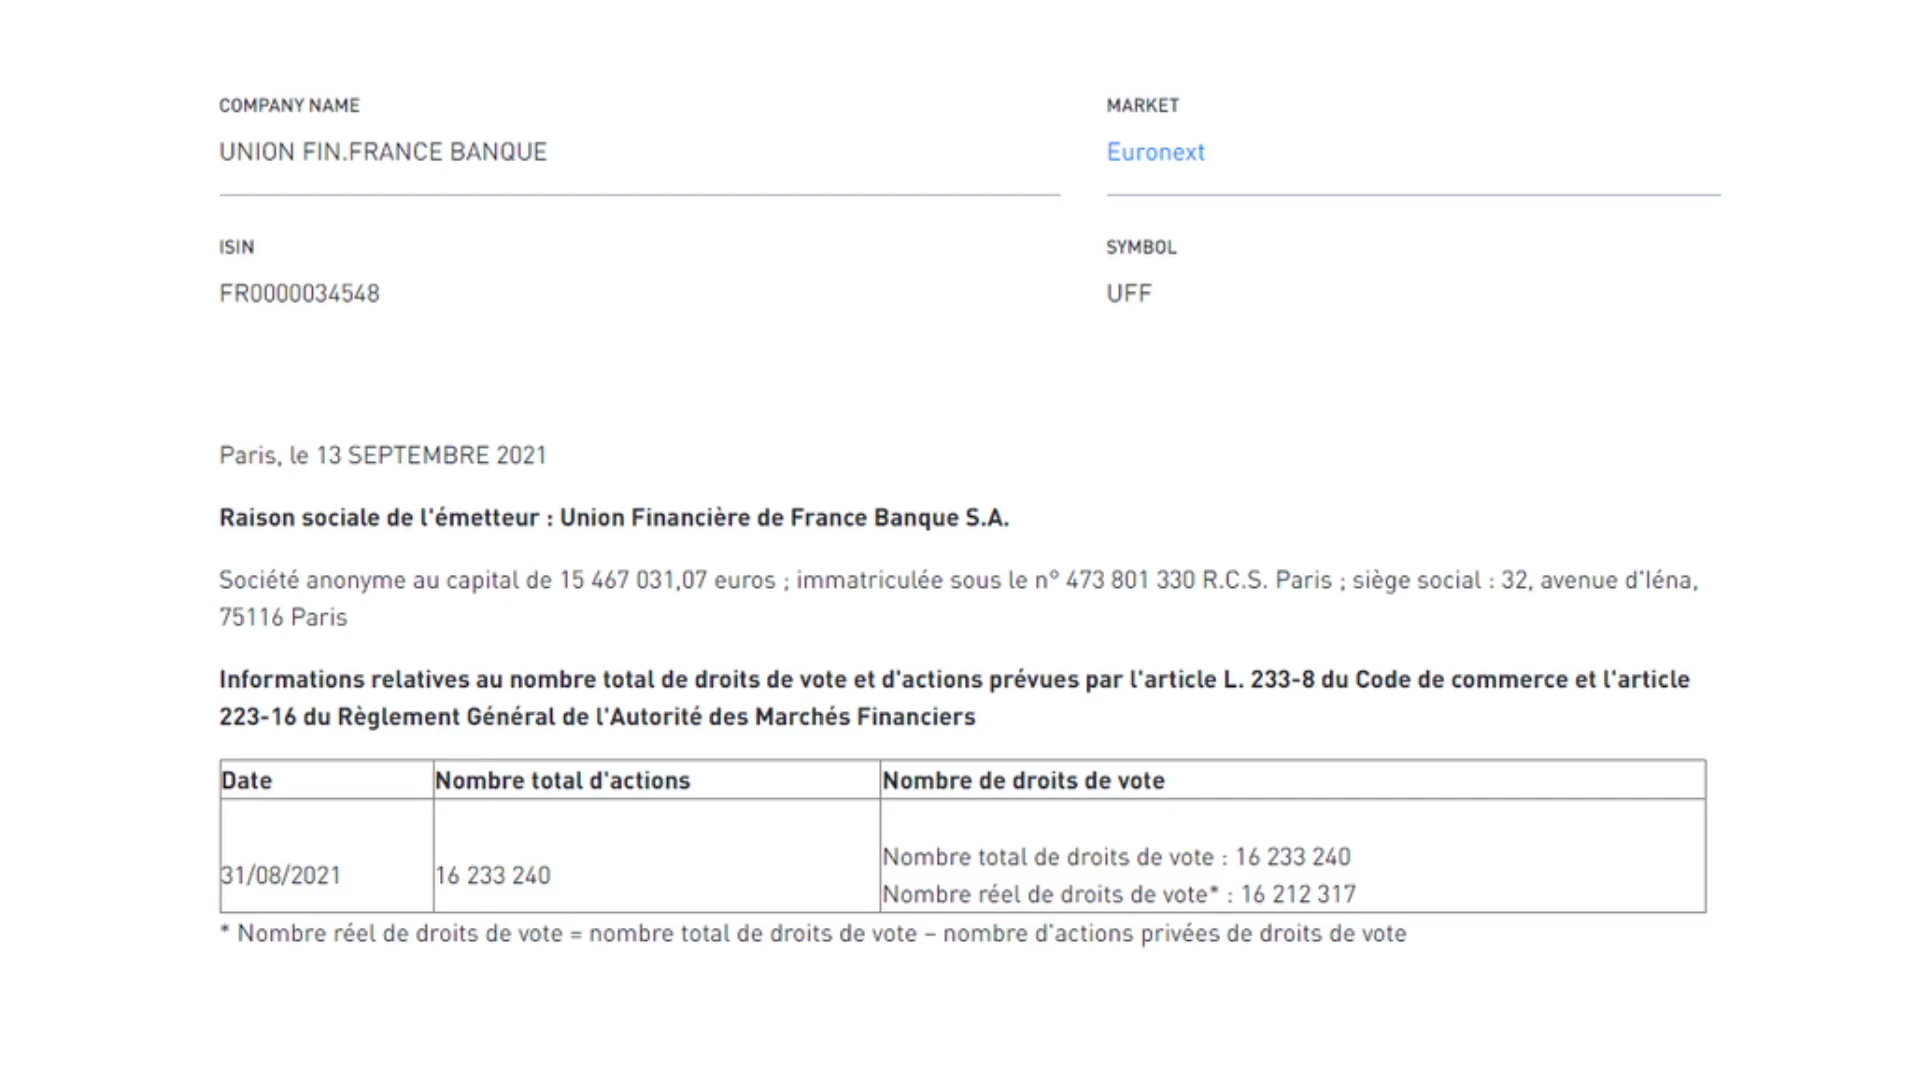 COMPANY NAME
UNION FIN.FRANCE BANQUE
MARKET
Euronext
ISIN
FR0000034548
SYMBOL
UFF
Paris, le 13 SEPTEMBRE 2021
Raison sociale de l'émetteur : Union Financière de France Banque S.A.
Société anonyme au capital de 15 467 031,07 euros ; immatriculée sous le n° 473 801 330 R.C.S. Paris ; siège social : 32, avenue d'Iéna,
75116 Paris
Informations relatives au nombre total de droits de vote et d'actions prévues par l'article L. 233-8 du Code de commerce et l'article
223-16 du Règlement Général de l'Autorité des Marchés Financiers
Date
Nombre total d'actions
Nombre de droits de vote
31/08/2021
16 233 240
Nombre total de droits de vote : 16 233 240
Nombre réel de droits de vote* : 16 212 317
* Nombre réel de droits de vote = nombre total de droits de vote – nombre d'actions privées de droits de vote